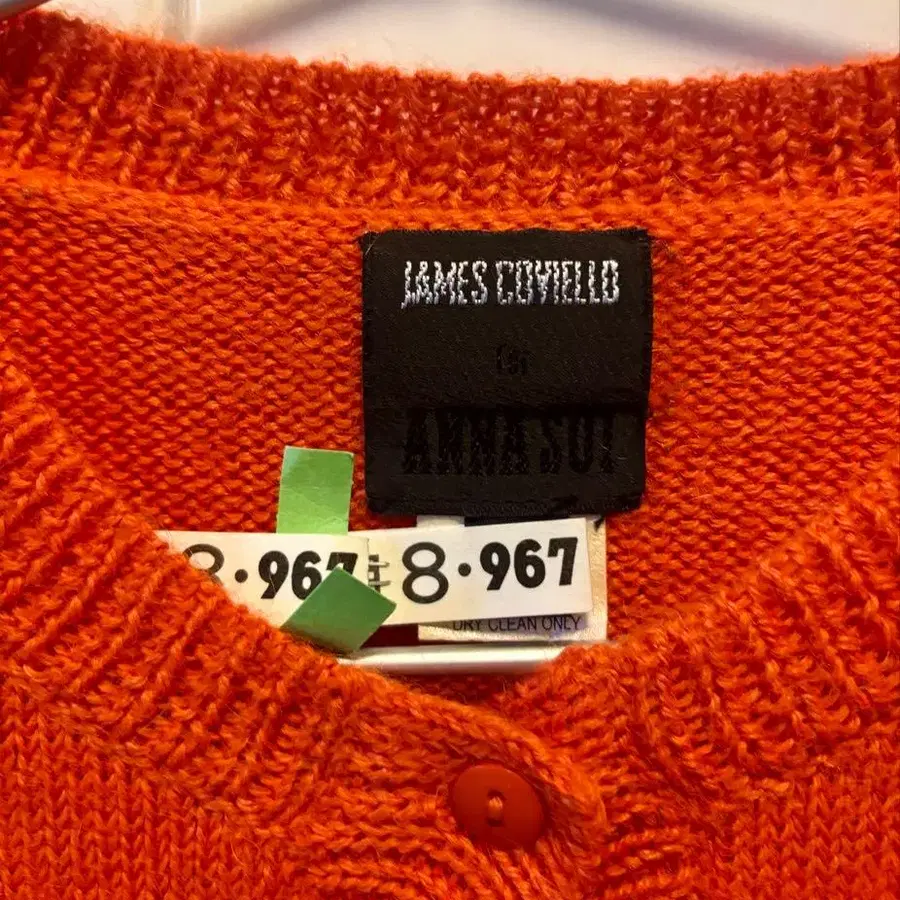 JAMES COVIELLO
for
ANNA SUI
8·967
#8·967
DRY CLEAN ONLY